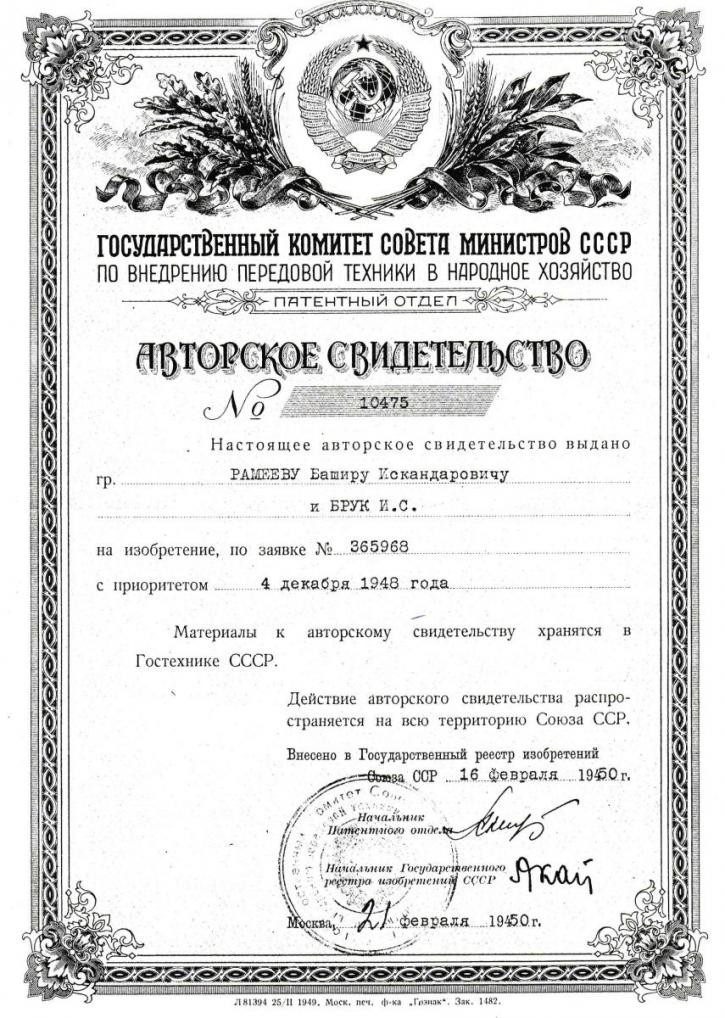 ГОСУДАРСТВЕННЫЙ КОМИТЕТ СОВЕТА МИНИСТРОВ СССР
ПО ВНЕДРЕНИЮ ПЕРЕДОВОЙ ТЕХНИКИ В НАРОДНОЕ ХОЗЯЙСТВО
ПАТЕНТНЫЙ ОТДЕЛ
АВТОРСКОЕ СВИДЕТЕЛЬСТВО
№ 10475
Настоящее авторское свидетельство выдано
гр. РАМЕЕВУ Баширу Искандаровичу
и БРУК И.С.
на изобретение, по заявке № 365968
с приоритетом 4 декабря 1948 года
Материалы к авторскому свидетельству хранятся в
Гостехнике СССР.
Действие авторского свидетельства распро-
страняется на всю территорию Союза ССР.
Внесено в Государственный реестр изобретений
Союза ССР 16 февраля 1950 г.
Начальник
Патентного отдела
Начальник Государственного
реестра изобретений СССР
Москва, 21 февраля 1950 г.
Л 81394 25/II 1949, Моск. печ. ф-ка „Гознак“. Зак. 1482.